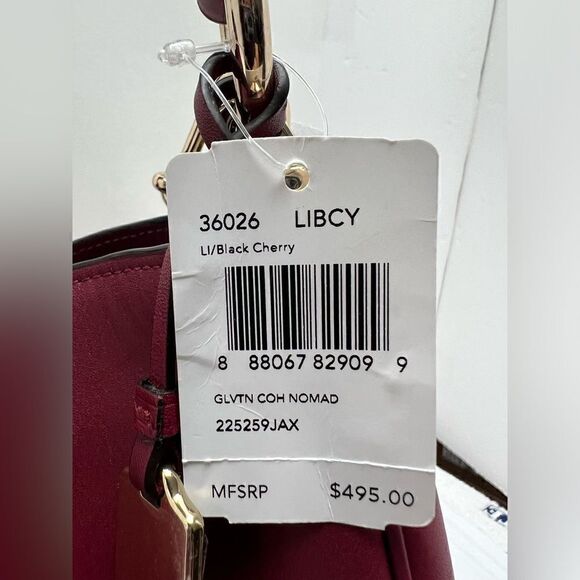 36026 LIBCY
LI/Black Cherry
8 88067 82909 9
GLVTN COH NOMAD
225259JAX
MFSRP $495.00